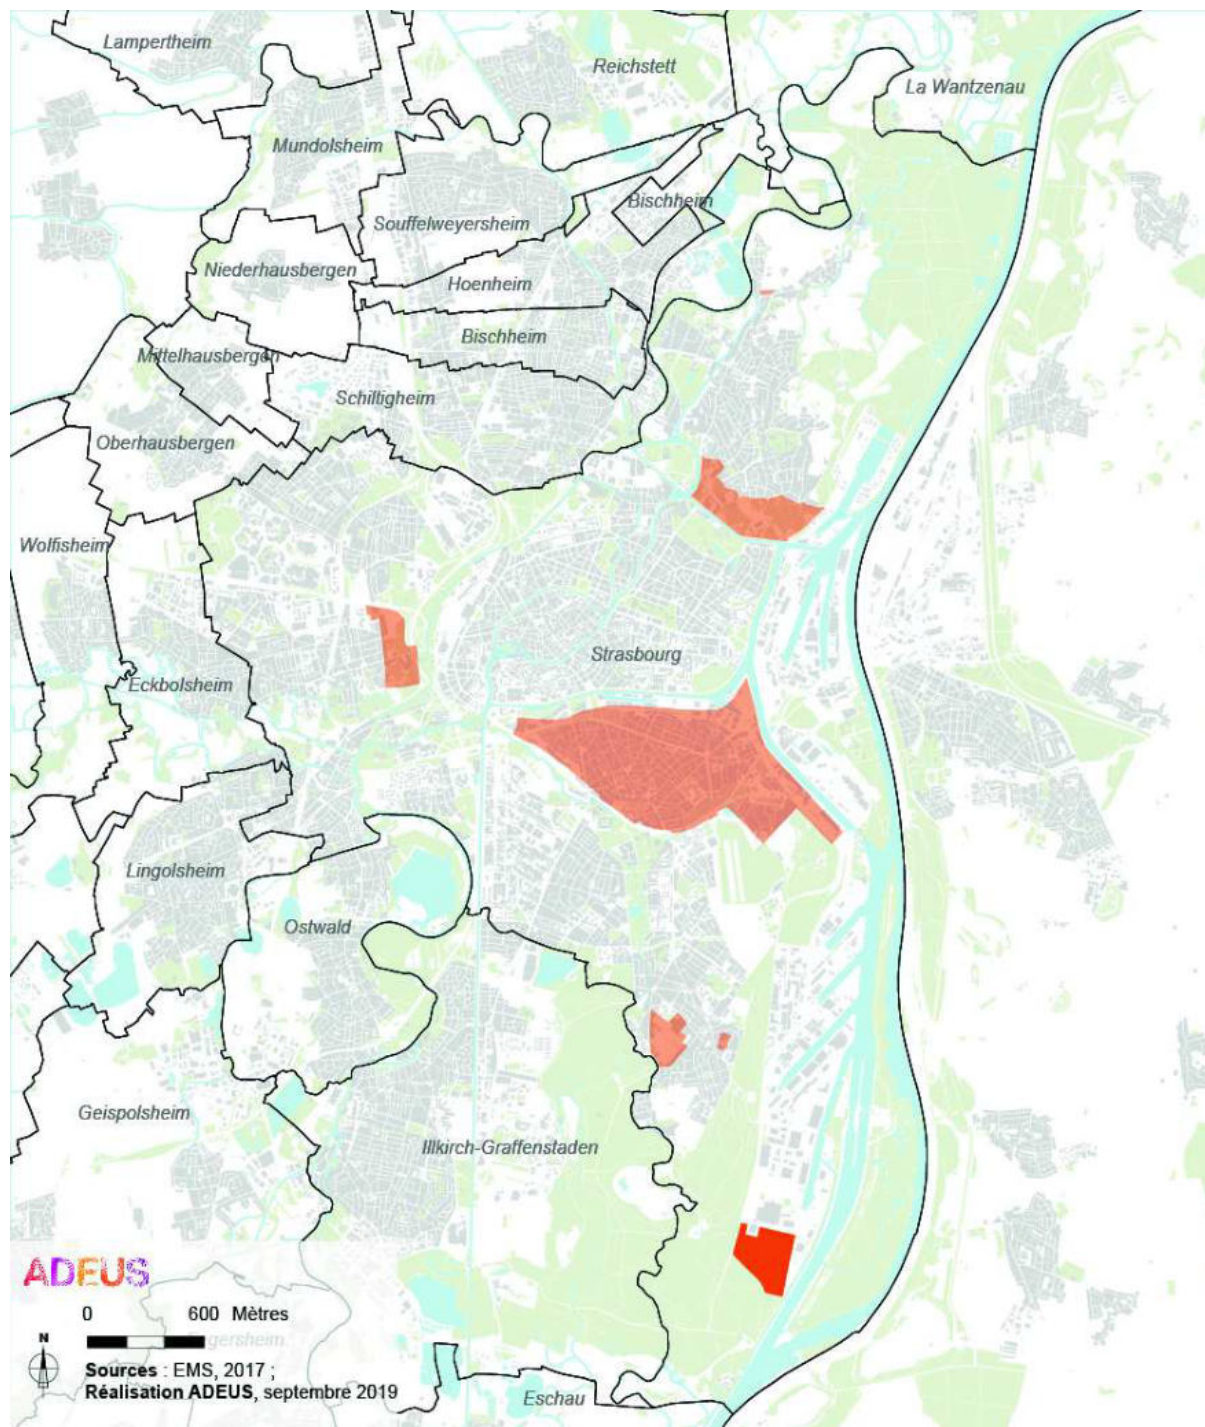 Lampertheim
Reichstett
La Wantzenau
Mundolsheim
Bischheim
Souffelweyersheim
Niederhausbergen
Hoenheim
Bischheim
Mittelhausbergen
Schiltigheim
Oberhausbergen
Wolfisheim
Strasbourg
Eckbolsheim
Lingolsheim
Ostwald
Geispolsheim
Illkirch-Graffenstaden
ADEUS
0 600 Mètres
N
Sources : EMS, 2017 ;
Réalisation ADEUS, septembre 2019
Eschau